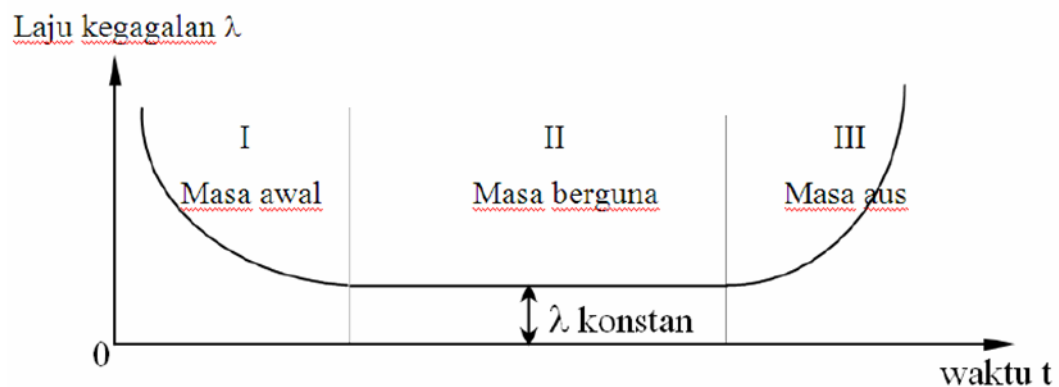 Laju kegagalan λ
I
II
III
Masa awal
Masa berguna
Masa aus
λ konstan
0
waktu t